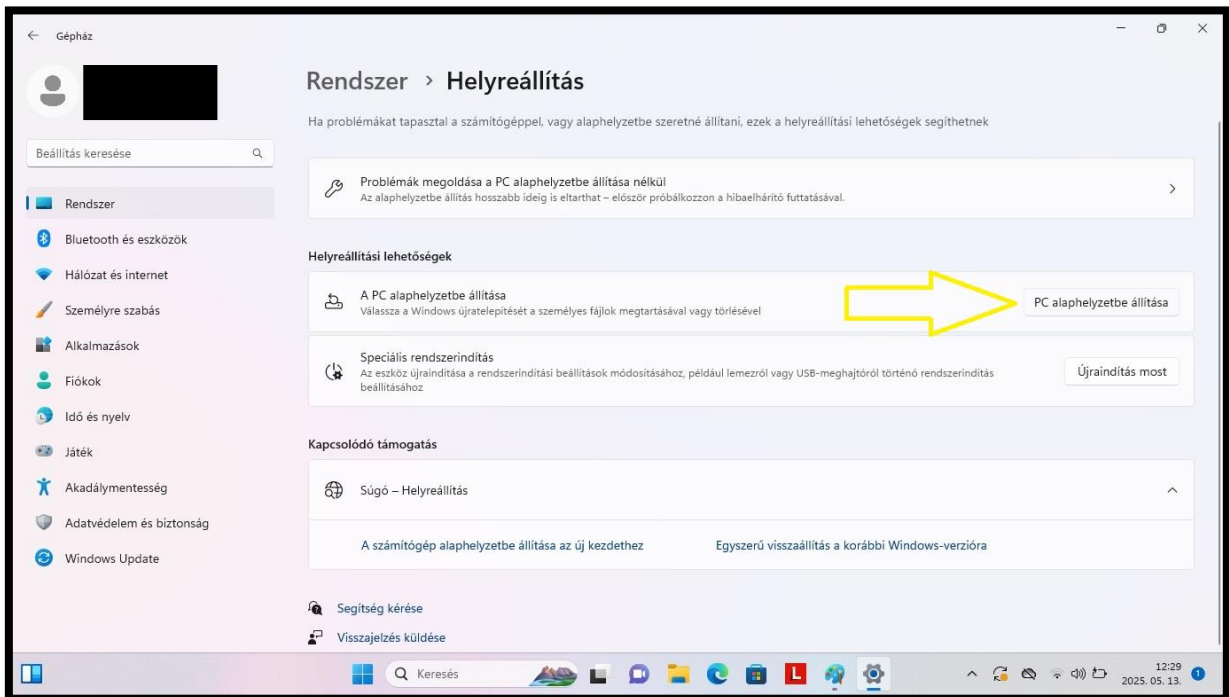 Gépház
Rendszer > Helyreállítás
Ha problémákat tapasztal a számítógéppel, vagy alaphelyzetbe szeretné állítani, ezek a helyreállítási lehetőségek segíthetnek
Beállítás keresése
Rendszer
Bluetooth és eszközök
Hálózat és internet
Személyre szabás
Alkalmazások
Fiókok
Idő és nyelv
Játék
Akadálymentesség
Adatvédelem és biztonság
Windows Update
Problémák megoldása a PC alaphelyzetbe állítása nélkül
Az alaphelyzetbe állítás hosszabb ideig is eltarthat – először próbálkozzon a hibaelhárító futtatásával.
Helyreállítási lehetőségek
A PC alaphelyzetbe állítása
Válassza a Windows újratelepítését a személyes fájlok megtartásával vagy törlésével
PC alaphelyzetbe állítása
Speciális rendszerindítás
Az eszköz újraindítása a rendszerindítási beállítások módosításához, például lemezről vagy USB-meghajtóról történő rendszerindítás
beállításához
Újraindítás most
Kapcsolódó támogatás
Súgó – Helyreállítás
A számítógép alaphelyzetbe állítása az új kezdethez
Egyszerű visszaállítás a korábbi Windows-verzióra
Segítség kérése
Visszajelzés küldése
Keresés
L
12:29
2025. 05. 13.
1